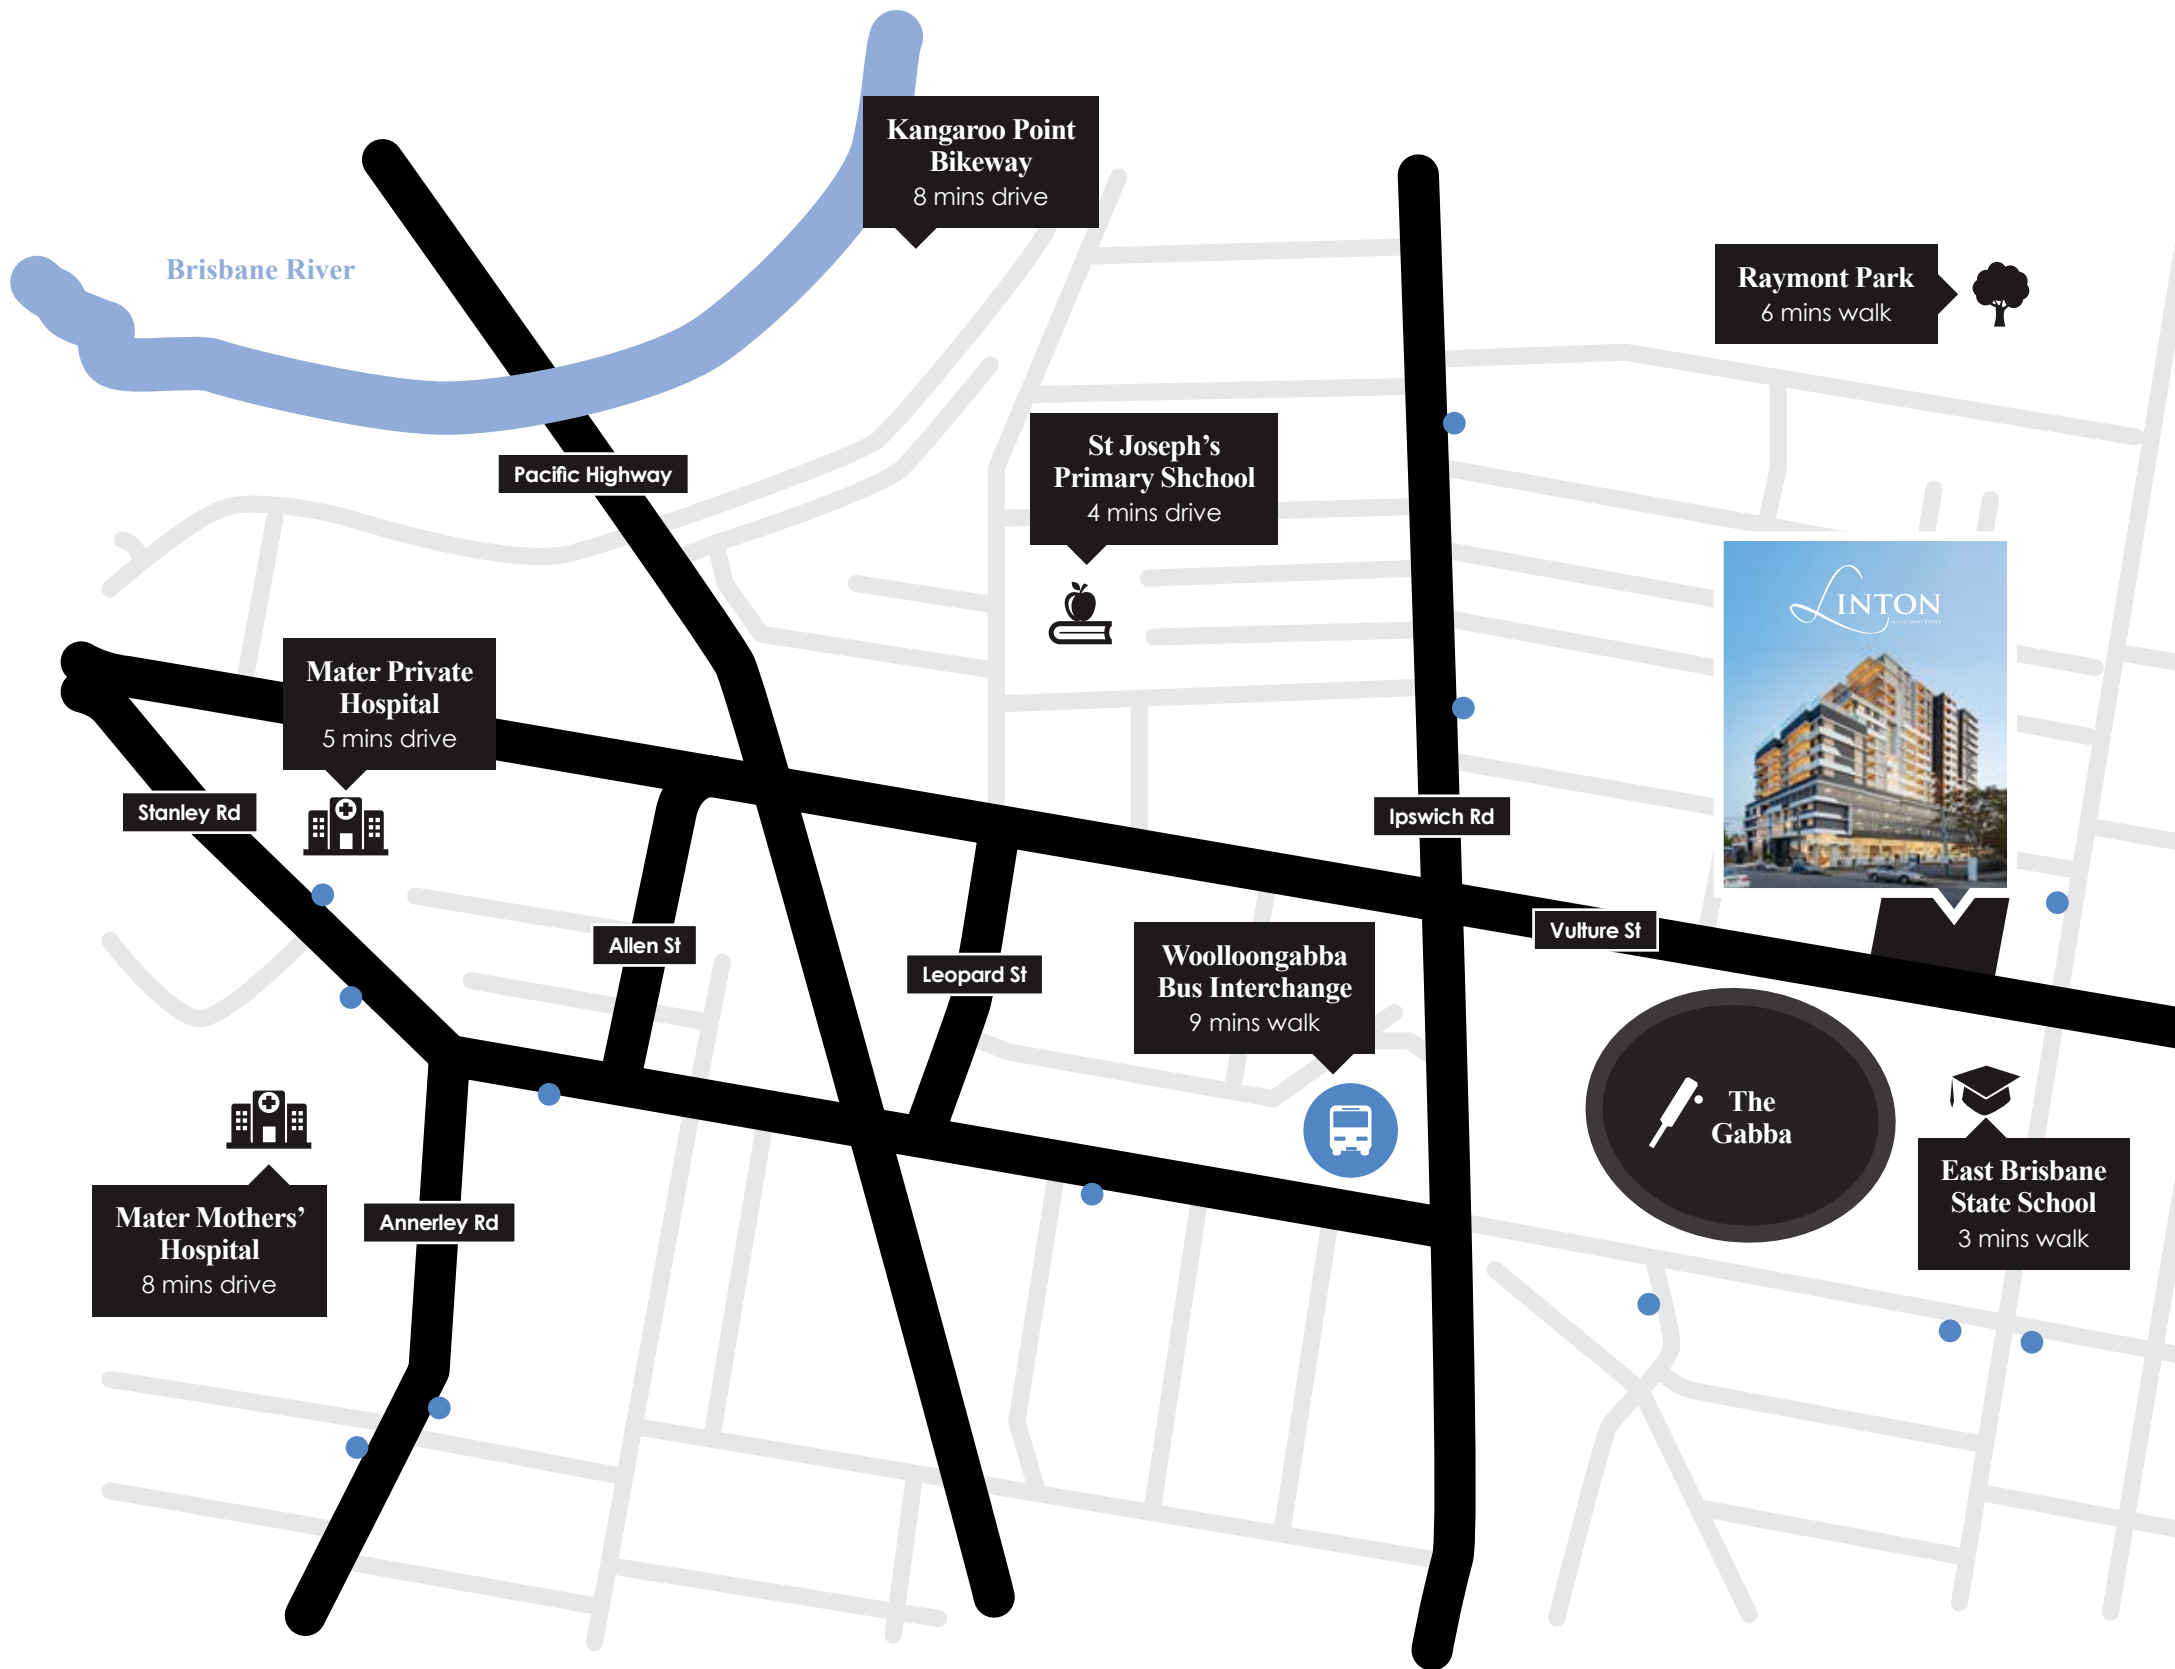 Kangaroo Point
Bikeway
8 mins drive
Brisbane River
Raymont Park
6 mins walk
St Joseph’s
Primary Shchool
4 mins drive
Pacific Highway
LINTON
KANGAROO POINT
Mater Private
Hospital
5 mins drive
Stanley Rd
Ipswich Rd
Allen St
Leopard St
Vulture St
Woolloongabba
Bus Interchange
9 mins walk
The
Gabba
East Brisbane
State School
3 mins walk
Mater Mothers’
Hospital
8 mins drive
Annerley Rd